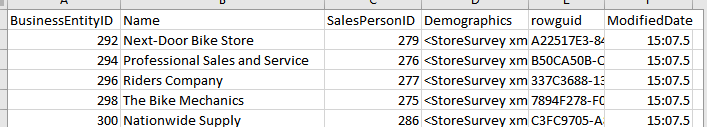 A B C D E F
BusinessEntityID Name SalesPersonID Demographics rowguid ModifiedDate
292 Next-Door Bike Store 279 <StoreSurvey xm A22517E3-84 15:07.5
294 Professional Sales and Service 276 <StoreSurvey xm B50CA50B-C 15:07.5
296 Riders Company 277 <StoreSurvey xm 337C3688-13 15:07.5
298 The Bike Mechanics 275 <StoreSurvey xm 7894F278-F0 15:07.5
300 Nationwide Supply 286 <StoreSurvey xm C3FC9705-A 15:07.5